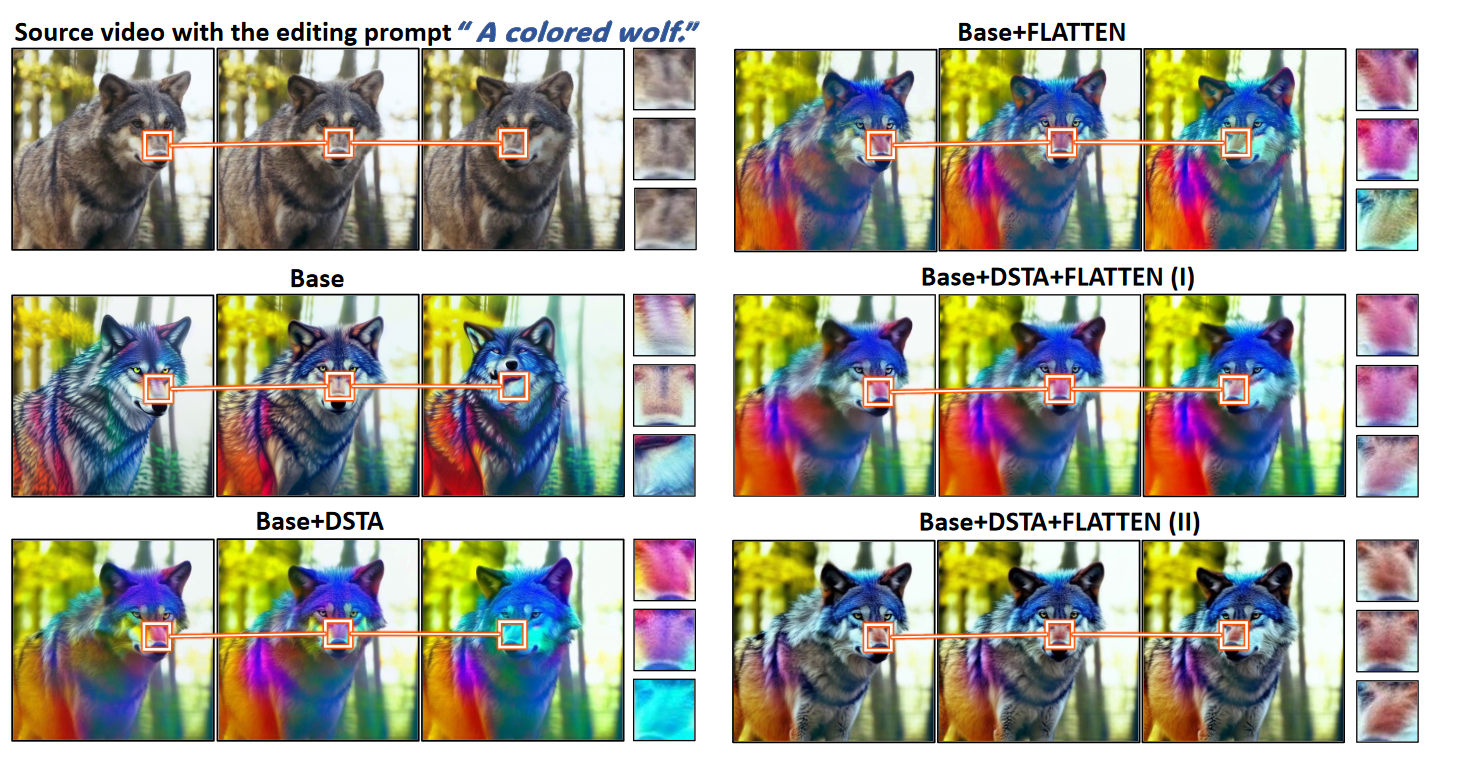 Source video with the editing prompt “ A colored wolf.”
Base+FLATTEN
Base
Base+DSTA+FLATTEN (I)
Base+DSTA
Base+DSTA+FLATTEN (II)